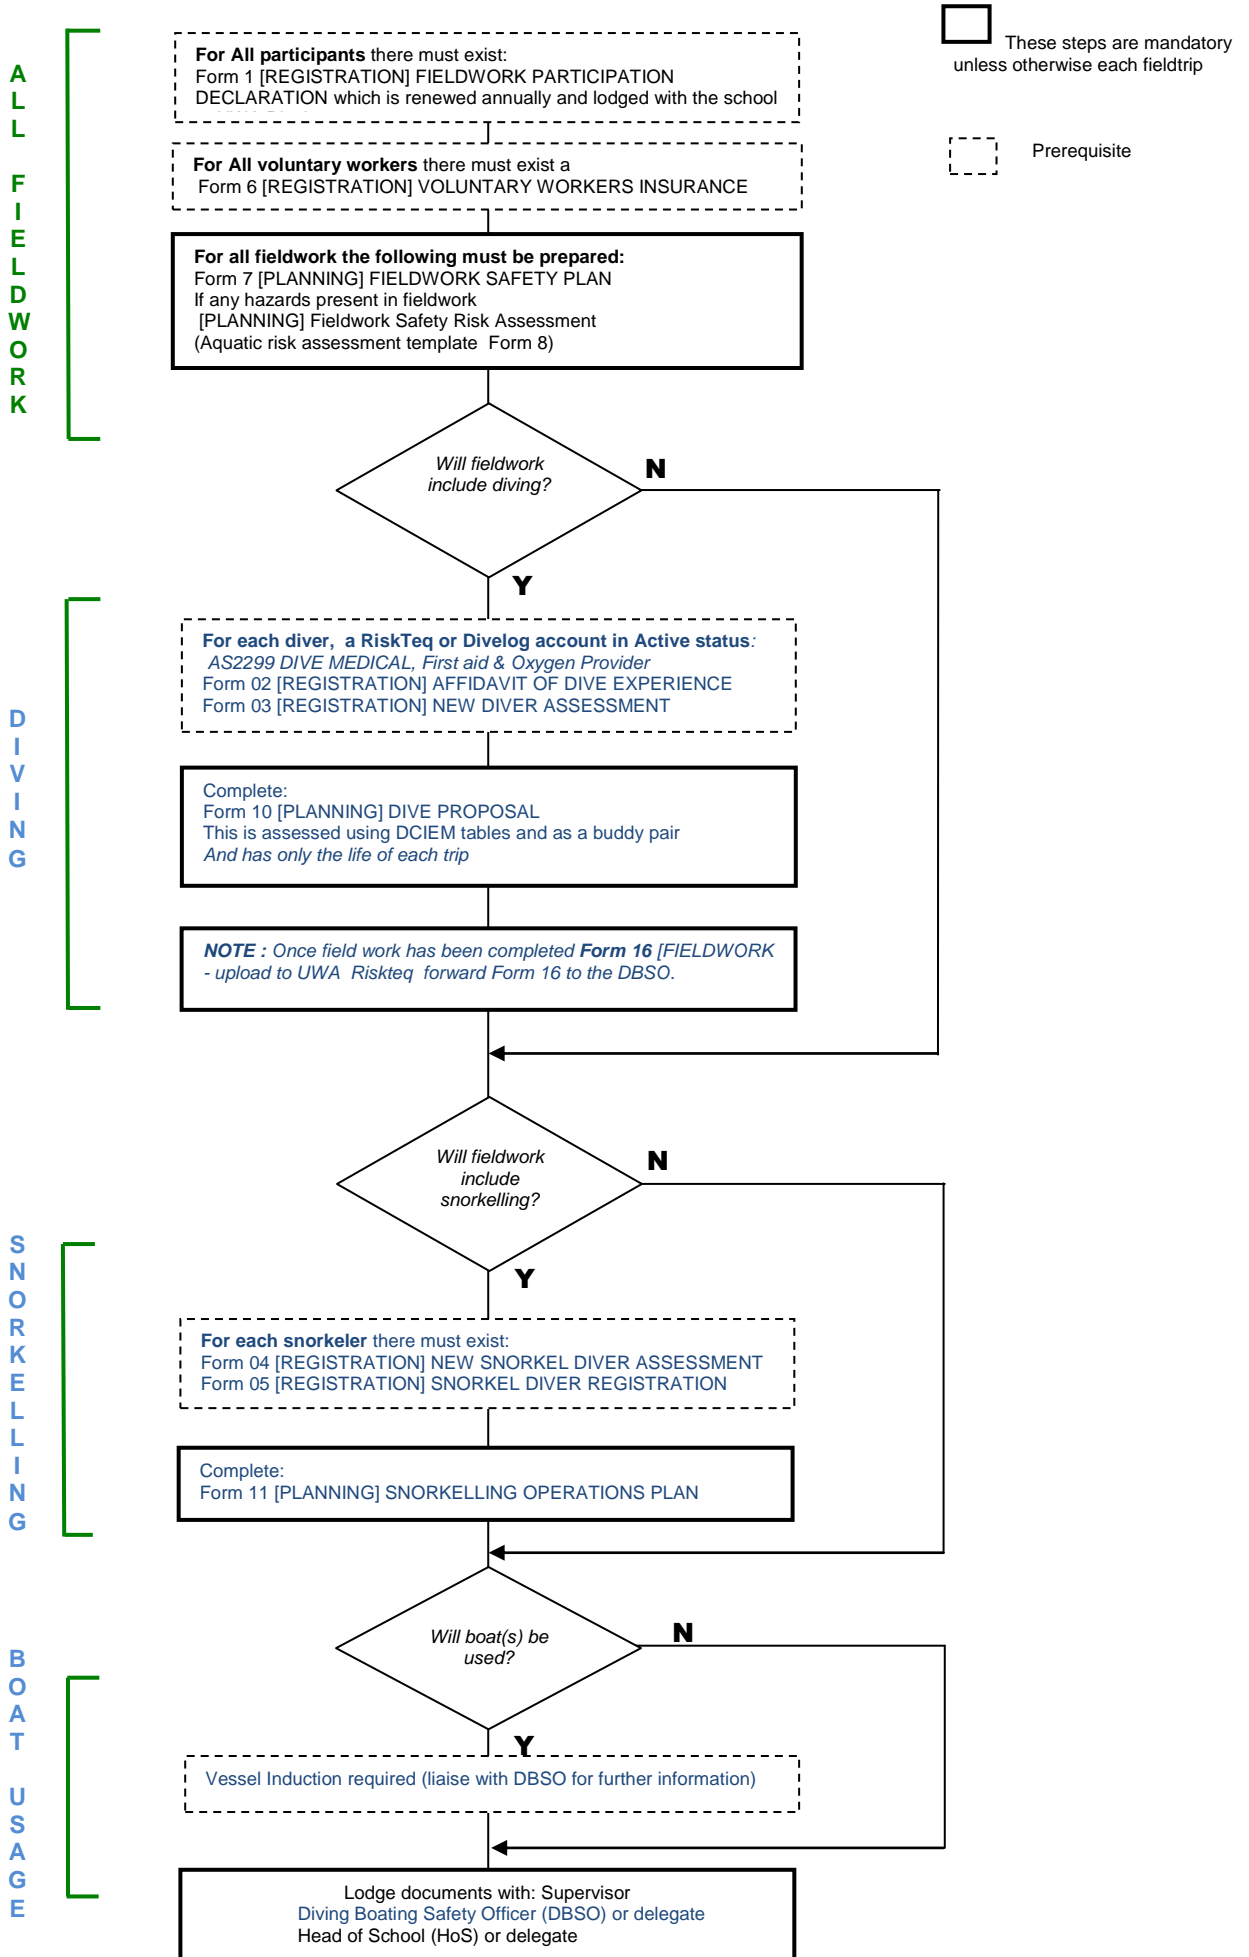 These steps are mandatory
unless otherwise each fieldtrip
Prerequisite
ALL FIELDWORK
For All participants there must exist:
Form 1 [REGISTRATION] FIELDWORK PARTICIPATION
DECLARATION which is renewed annually and lodged with the school
For All voluntary workers there must exist a
Form 6 [REGISTRATION] VOLUNTARY WORKERS INSURANCE
For all fieldwork the following must be prepared:
Form 7 [PLANNING] FIELDWORK SAFETY PLAN
If any hazards present in fieldwork
[PLANNING] Fieldwork Safety Risk Assessment
(Aquatic risk assessment template Form 8)
Will fieldwork
include diving?
N
Y
DIVING
For each diver, a RiskTeq or Divelog account in Active status:
AS2299 DIVE MEDICAL, First aid & Oxygen Provider
Form 02 [REGISTRATION] AFFIDAVIT OF DIVE EXPERIENCE
Form 03 [REGISTRATION] NEW DIVER ASSESSMENT
Complete:
Form 10 [PLANNING] DIVE PROPOSAL
This is assessed using DCIEM tables and as a buddy pair
And has only the life of each trip
NOTE : Once field work has been completed Form 16 [FIELDWORK
- upload to UWA Riskteq forward Form 16 to the DBSO.
Will fieldwork
include
snorkelling?
N
Y
SNORKELLING
For each snorkeler there must exist:
Form 04 [REGISTRATION] NEW SNORKEL DIVER ASSESSMENT
Form 05 [REGISTRATION] SNORKEL DIVER REGISTRATION
Complete:
Form 11 [PLANNING] SNORKELLING OPERATIONS PLAN
Will boat(s) be
used?
N
Y
BOAT USAGE
Vessel Induction required (liaise with DBSO for further information)
Lodge documents with: Supervisor
Diving Boating Safety Officer (DBSO) or delegate
Head of School (HoS) or delegate